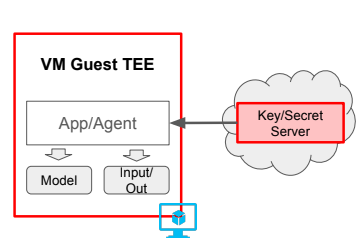 VM Guest TEE
App/Agent
Key/Secret
Server
Model
Input/
Out